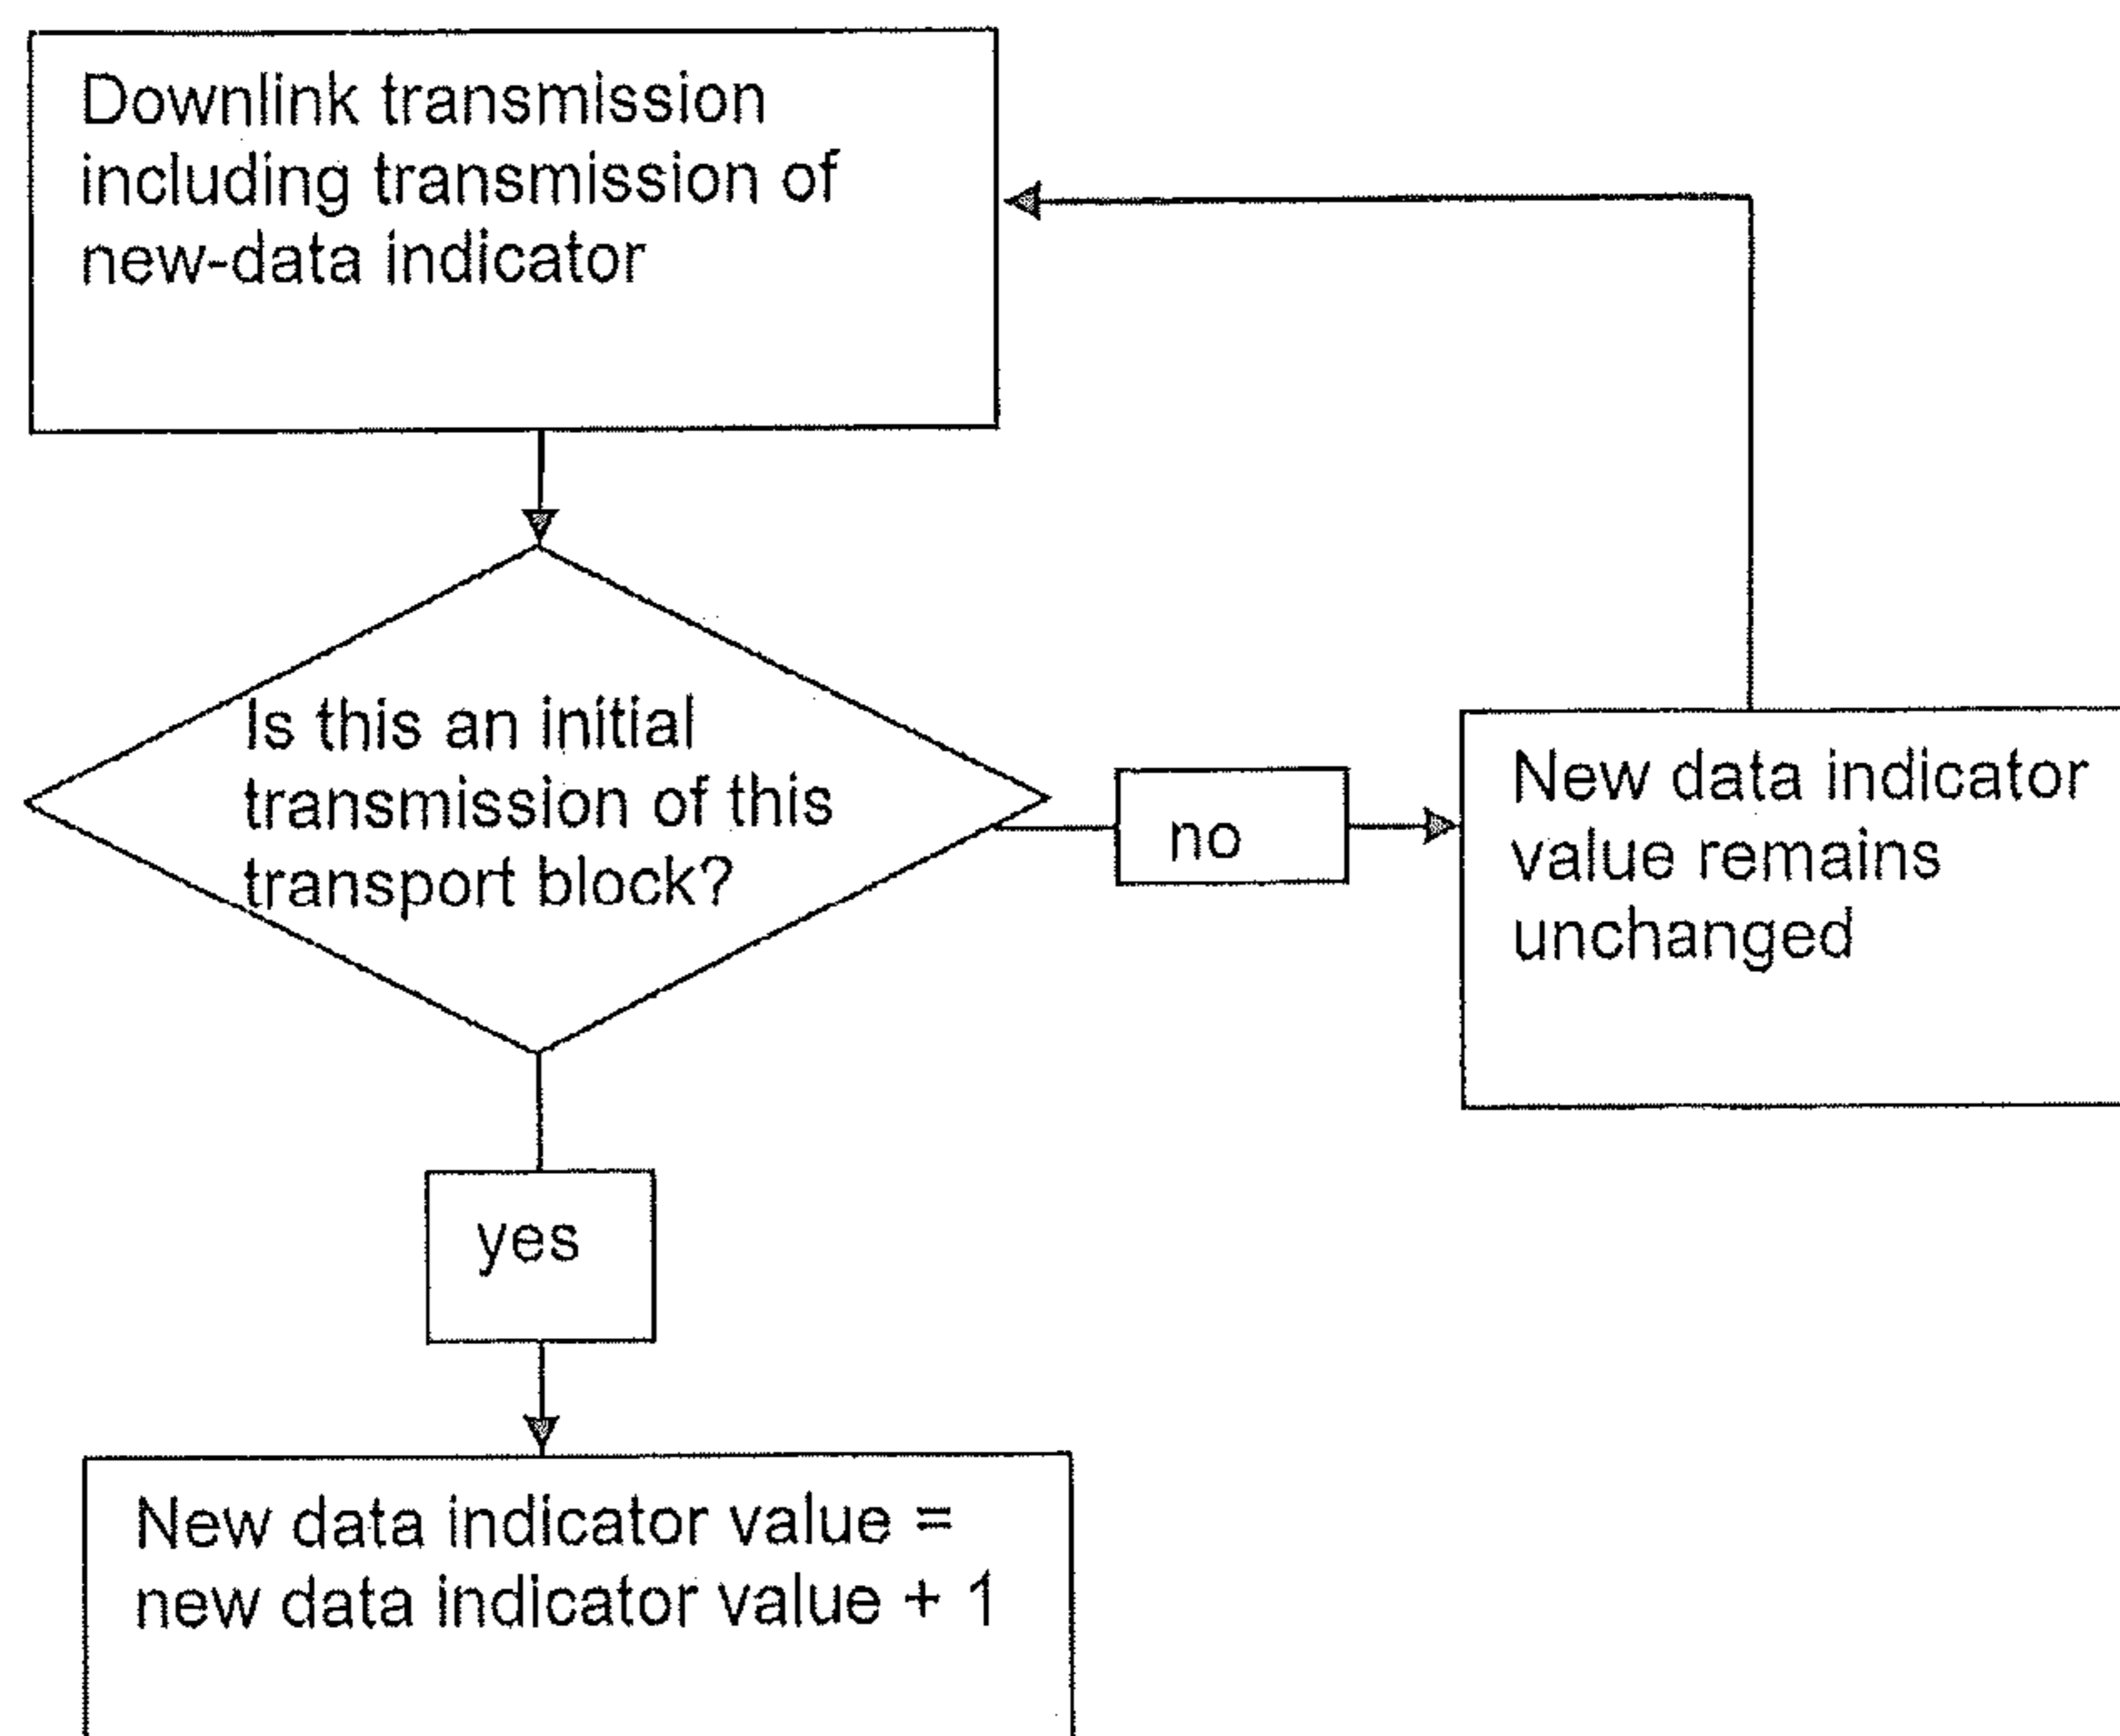 Downlink transmission
including transmission of
new-data indicator
Is this an initial
transmission of this
transport block?
no
New data indicator
value remains
unchanged
yes
New data indicator value =
new data indicator value + 1